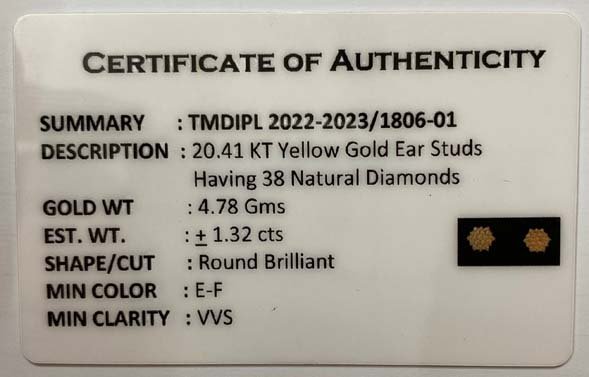 CERTIFICATE OF AUTHENTICITY
SUMMARY : TMDIPL 2022-2023/1806-01
DESCRIPTION : 20.41 KT Yellow Gold Ear Studs
Having 38 Natural Diamonds
GOLD WT : 4.78 Gms
EST. WT. : ± 1.32 cts
SHAPE/CUT : Round Brilliant
MIN COLOR : E-F
MIN CLARITY : VVS